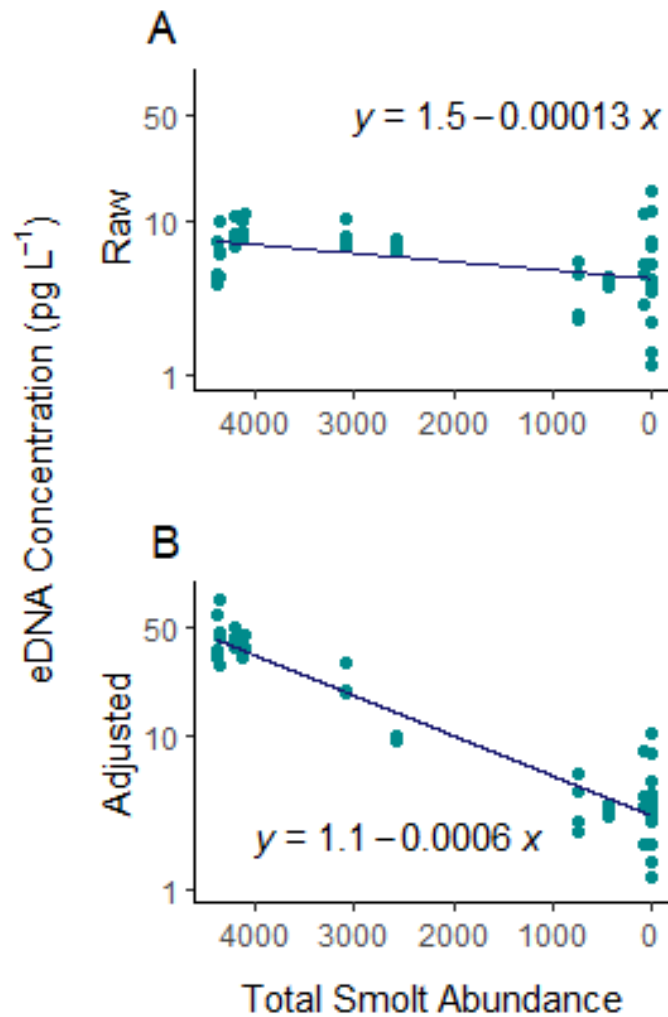 A
y = 1.5−0.00013 x
50
10
1
Raw
4000 3000 2000 1000 0
eDNA Concentration (pg L⁻¹)
B
50
10
1
Adjusted
y = 1.1−0.0006 x
4000 3000 2000 1000 0
Total Smolt Abundance